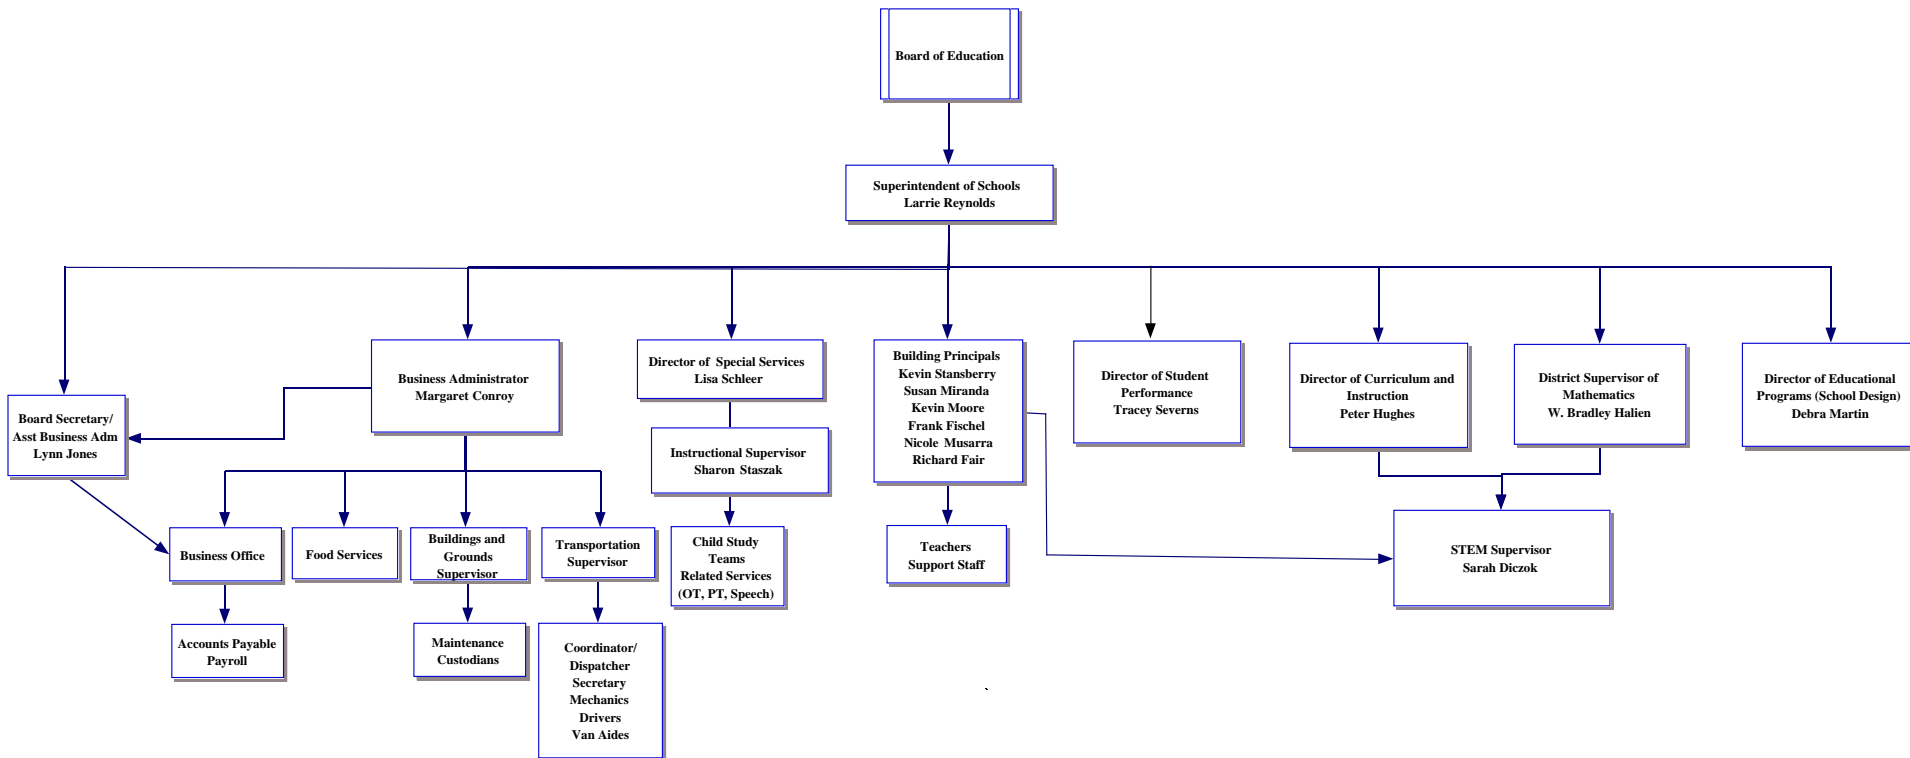 Board of Education
Superintendent of Schools
Larrie Reynolds
Board Secretary/
Asst Business Adm
Lynn Jones
Business Administrator
Margaret Conroy
Director of Special Services
Lisa Schleer
Instructional Supervisor
Sharon Staszak
Building Principals
Kevin Stansberry
Susan Miranda
Kevin Moore
Frank Fischel
Nicole Musarra
Richard Fair
Director of Student
Performance
Tracey Severns
Director of Curriculum and
Instruction
Peter Hughes
District Supervisor of
Mathematics
W. Bradley Halien
Director of Educational
Programs (School Design)
Debra Martin
Business Office
Food Services
Buildings and
Grounds
Supervisor
Transportation
Supervisor
Child Study
Teams
Related Services
(OT, PT, Speech)
Teachers
Support Staff
STEM Supervisor
Sarah Diczok
Accounts Payable
Payroll
Maintenance
Custodians
Coordinator/
Dispatcher
Secretary
Mechanics
Drivers
Van Aides
`